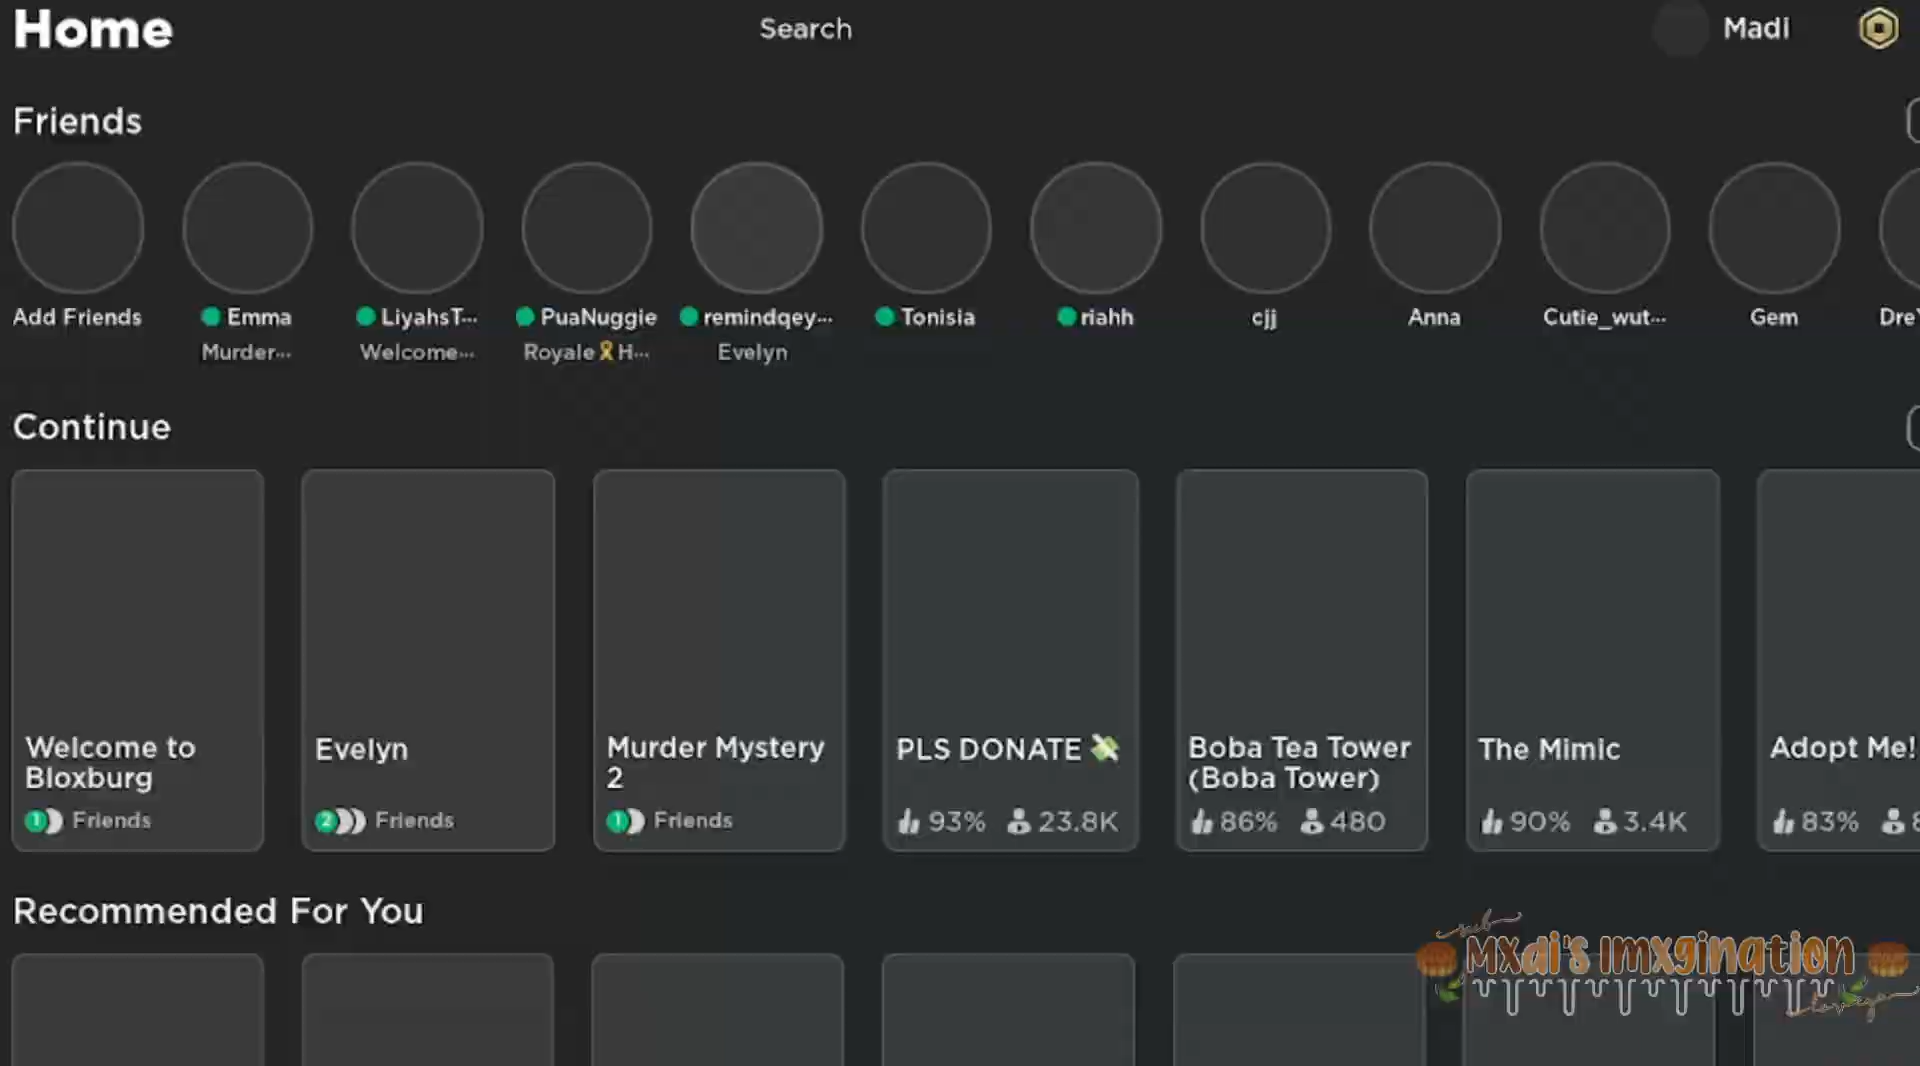 Home
Search
Madi
Friends
Add Friends
Emma
LiyahsT...
PuaNuggie
remindqey...
Tonisia
riahh
cjj
Anna
Cutie_wut...
Gem
Murder...
Welcome...
Royale🎗️H...
Evelyn
Continue
Welcome to
Bloxburg
1 Friends
Evelyn
2 Friends
Murder Mystery
2
1 Friends
PLS DONATE 💸
93% 23.8K
Boba Tea Tower
(Boba Tower)
86% 480
The Mimic
90% 3.4K
Adopt Me!
83%
Recommended For You
sub
MXdi's Imxgination